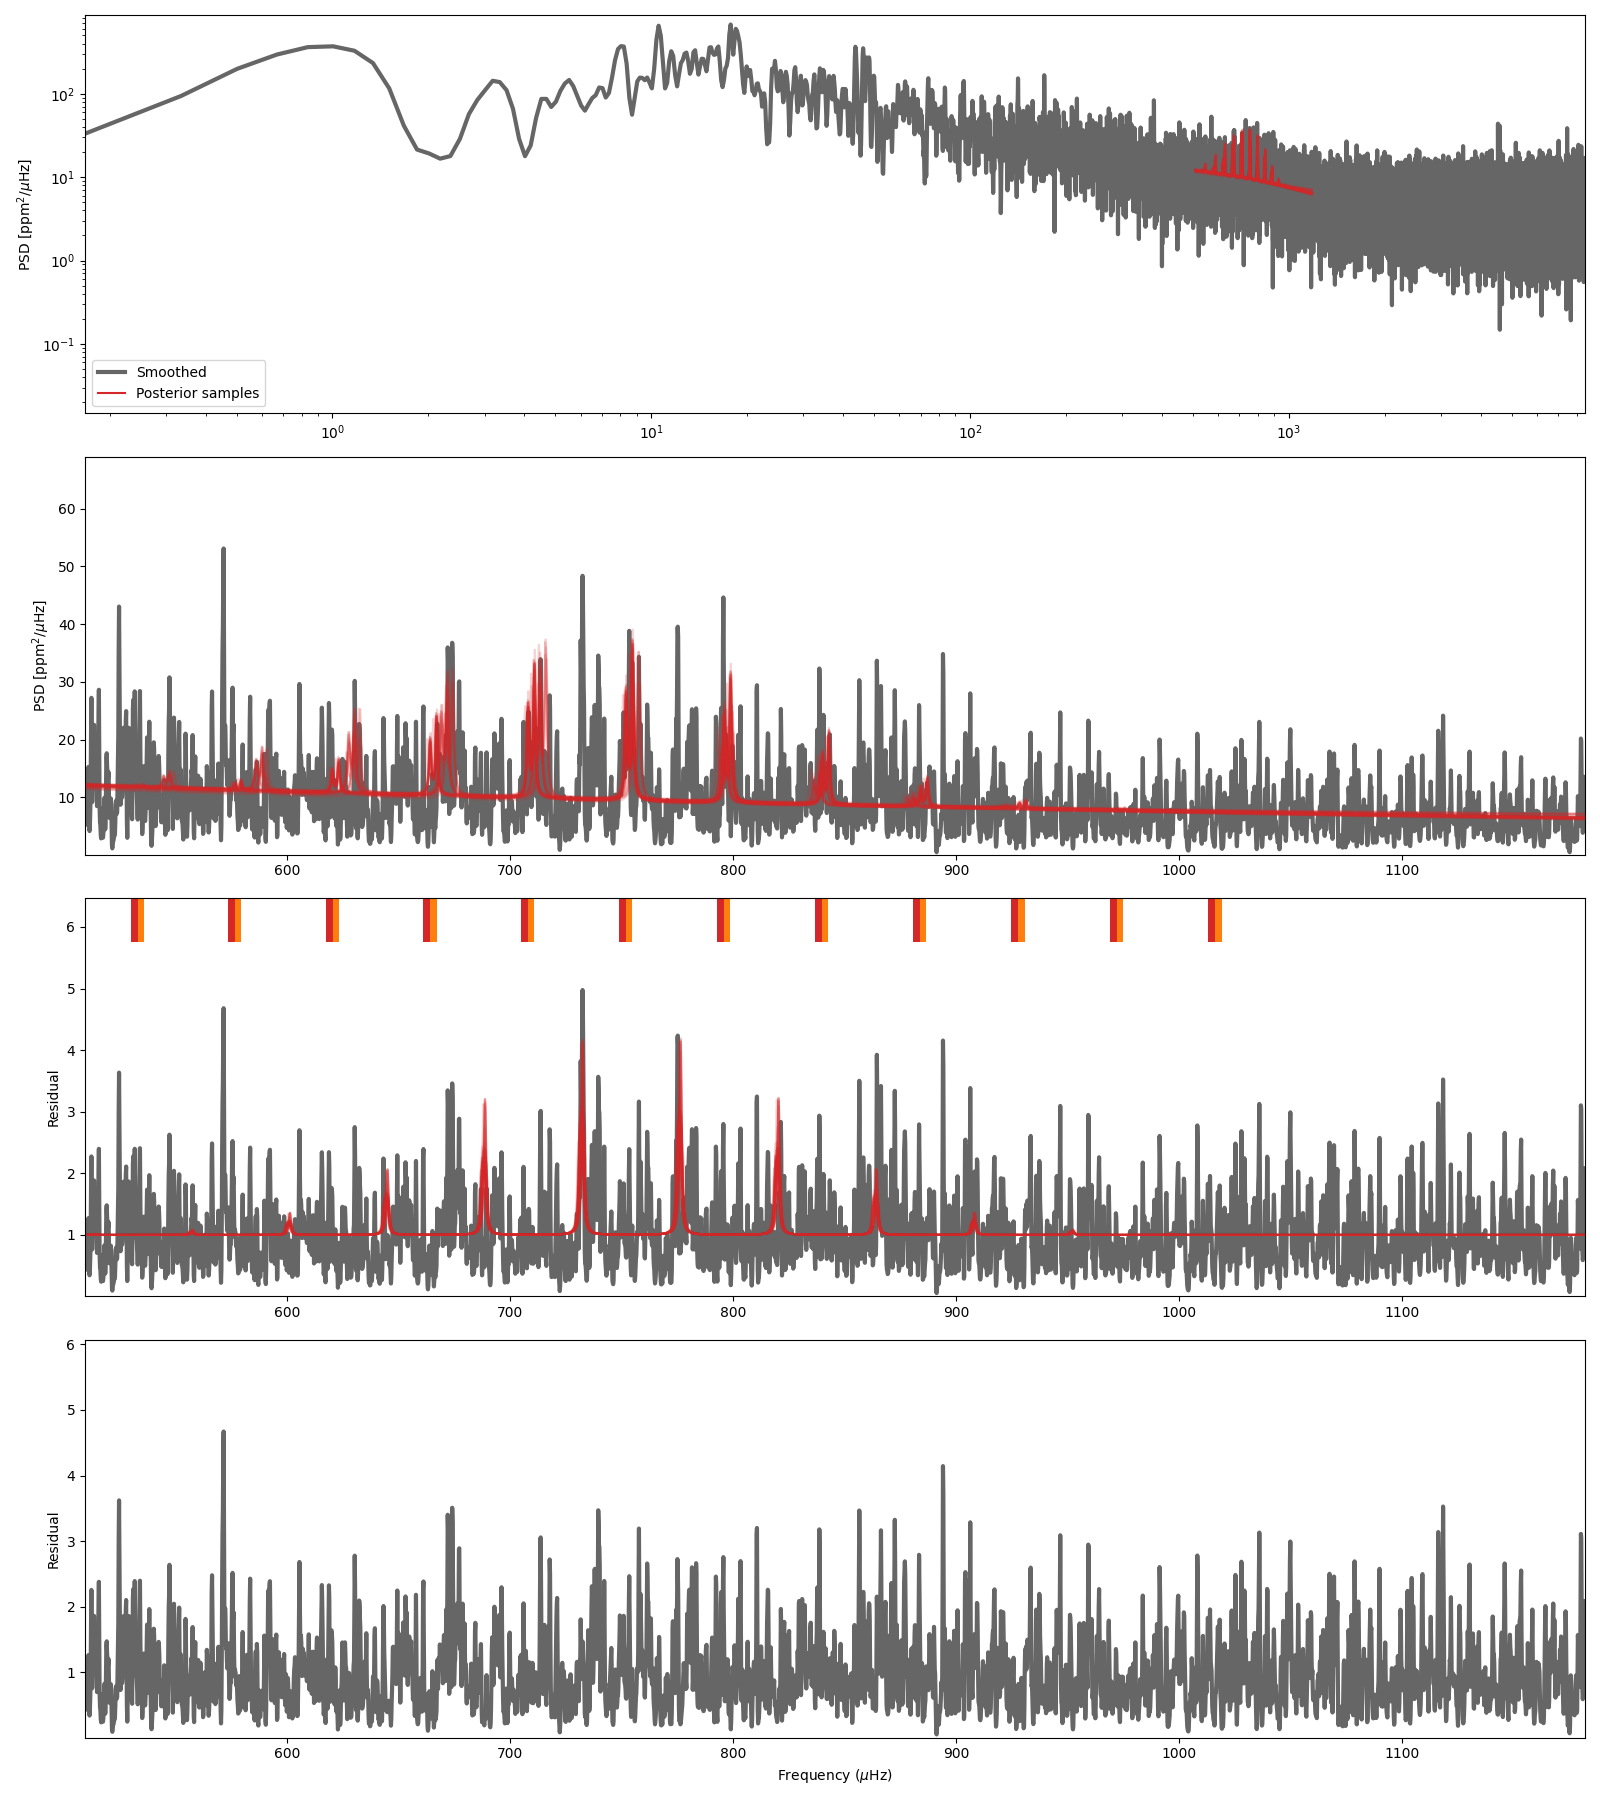 PSD [ppm²/μHz]
10²
10¹
10⁰
10⁻¹
Smoothed
Posterior samples
10⁰ 10¹ 10² 10³
PSD [ppm²/μHz]
60
50
40
30
20
10
600 700 800 900 1000 1100
Residual
6
5
4
3
2
1
600 700 800 900 1000 1100
Residual
6
5
4
3
2
1
600 700 800 900 1000 1100
Frequency (μHz)